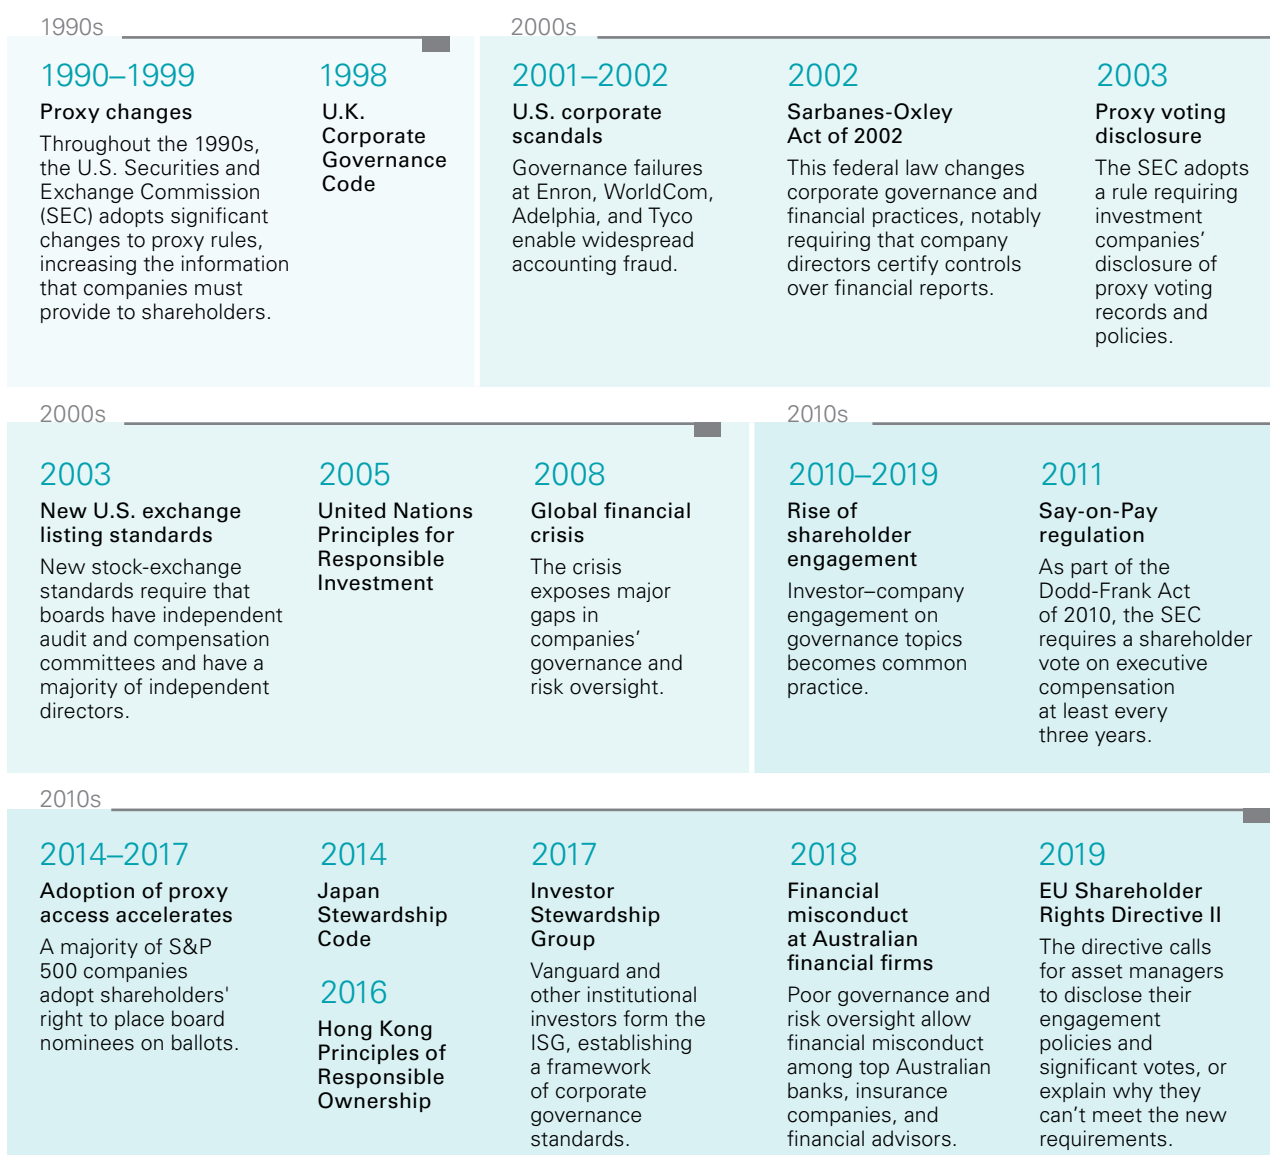 1990s
1990–1999
Proxy changes
Throughout the 1990s,
the U.S. Securities and
Exchange Commission
(SEC) adopts significant
changes to proxy rules,
increasing the information
that companies must
provide to shareholders.
1998
U.K.
Corporate
Governance
Code
2000s
2001–2002
U.S. corporate
scandals
Governance failures
at Enron, WorldCom,
Adelphia, and Tyco
enable widespread
accounting fraud.
2002
Sarbanes-Oxley
Act of 2002
This federal law changes
corporate governance and
financial practices, notably
requiring that company
directors certify controls
over financial reports.
2003
Proxy voting
disclosure
The SEC adopts
a rule requiring
investment
companies’
disclosure of
proxy voting
records and
policies.
2000s
2003
New U.S. exchange
listing standards
New stock-exchange
standards require that
boards have independent
audit and compensation
committees and have a
majority of independent
directors.
2005
United Nations
Principles for
Responsible
Investment
2008
Global financial
crisis
The crisis
exposes major
gaps in
companies’
governance and
risk oversight.
2010s
2010–2019
Rise of
shareholder
engagement
Investor–company
engagement on
governance topics
becomes common
practice.
2011
Say-on-Pay
regulation
As part of the
Dodd-Frank Act
of 2010, the SEC
requires a shareholder
vote on executive
compensation
at least every
three years.
2010s
2014–2017
Adoption of proxy
access accelerates
A majority of S&P
500 companies
adopt shareholders'
right to place board
nominees on ballots.
2014
Japan
Stewardship
Code
2016
Hong Kong
Principles of
Responsible
Ownership
2017
Investor
Stewardship
Group
Vanguard and
other institutional
investors form the
ISG, establishing
a framework
of corporate
governance
standards.
2018
Financial
misconduct
at Australian
financial firms
Poor governance and
risk oversight allow
financial misconduct
among top Australian
banks, insurance
companies, and
financial advisors.
2019
EU Shareholder
Rights Directive II
The directive calls
for asset managers
to disclose their
engagement
policies and
significant votes, or
explain why they
can’t meet the new
requirements.